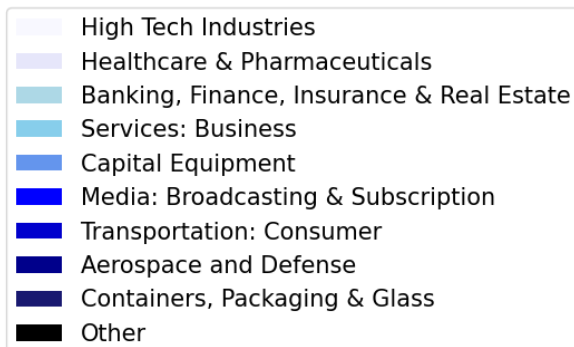 High Tech Industries
Healthcare & Pharmaceuticals
Banking, Finance, Insurance & Real Estate
Services: Business
Capital Equipment
Media: Broadcasting & Subscription
Transportation: Consumer
Aerospace and Defense
Containers, Packaging & Glass
Other